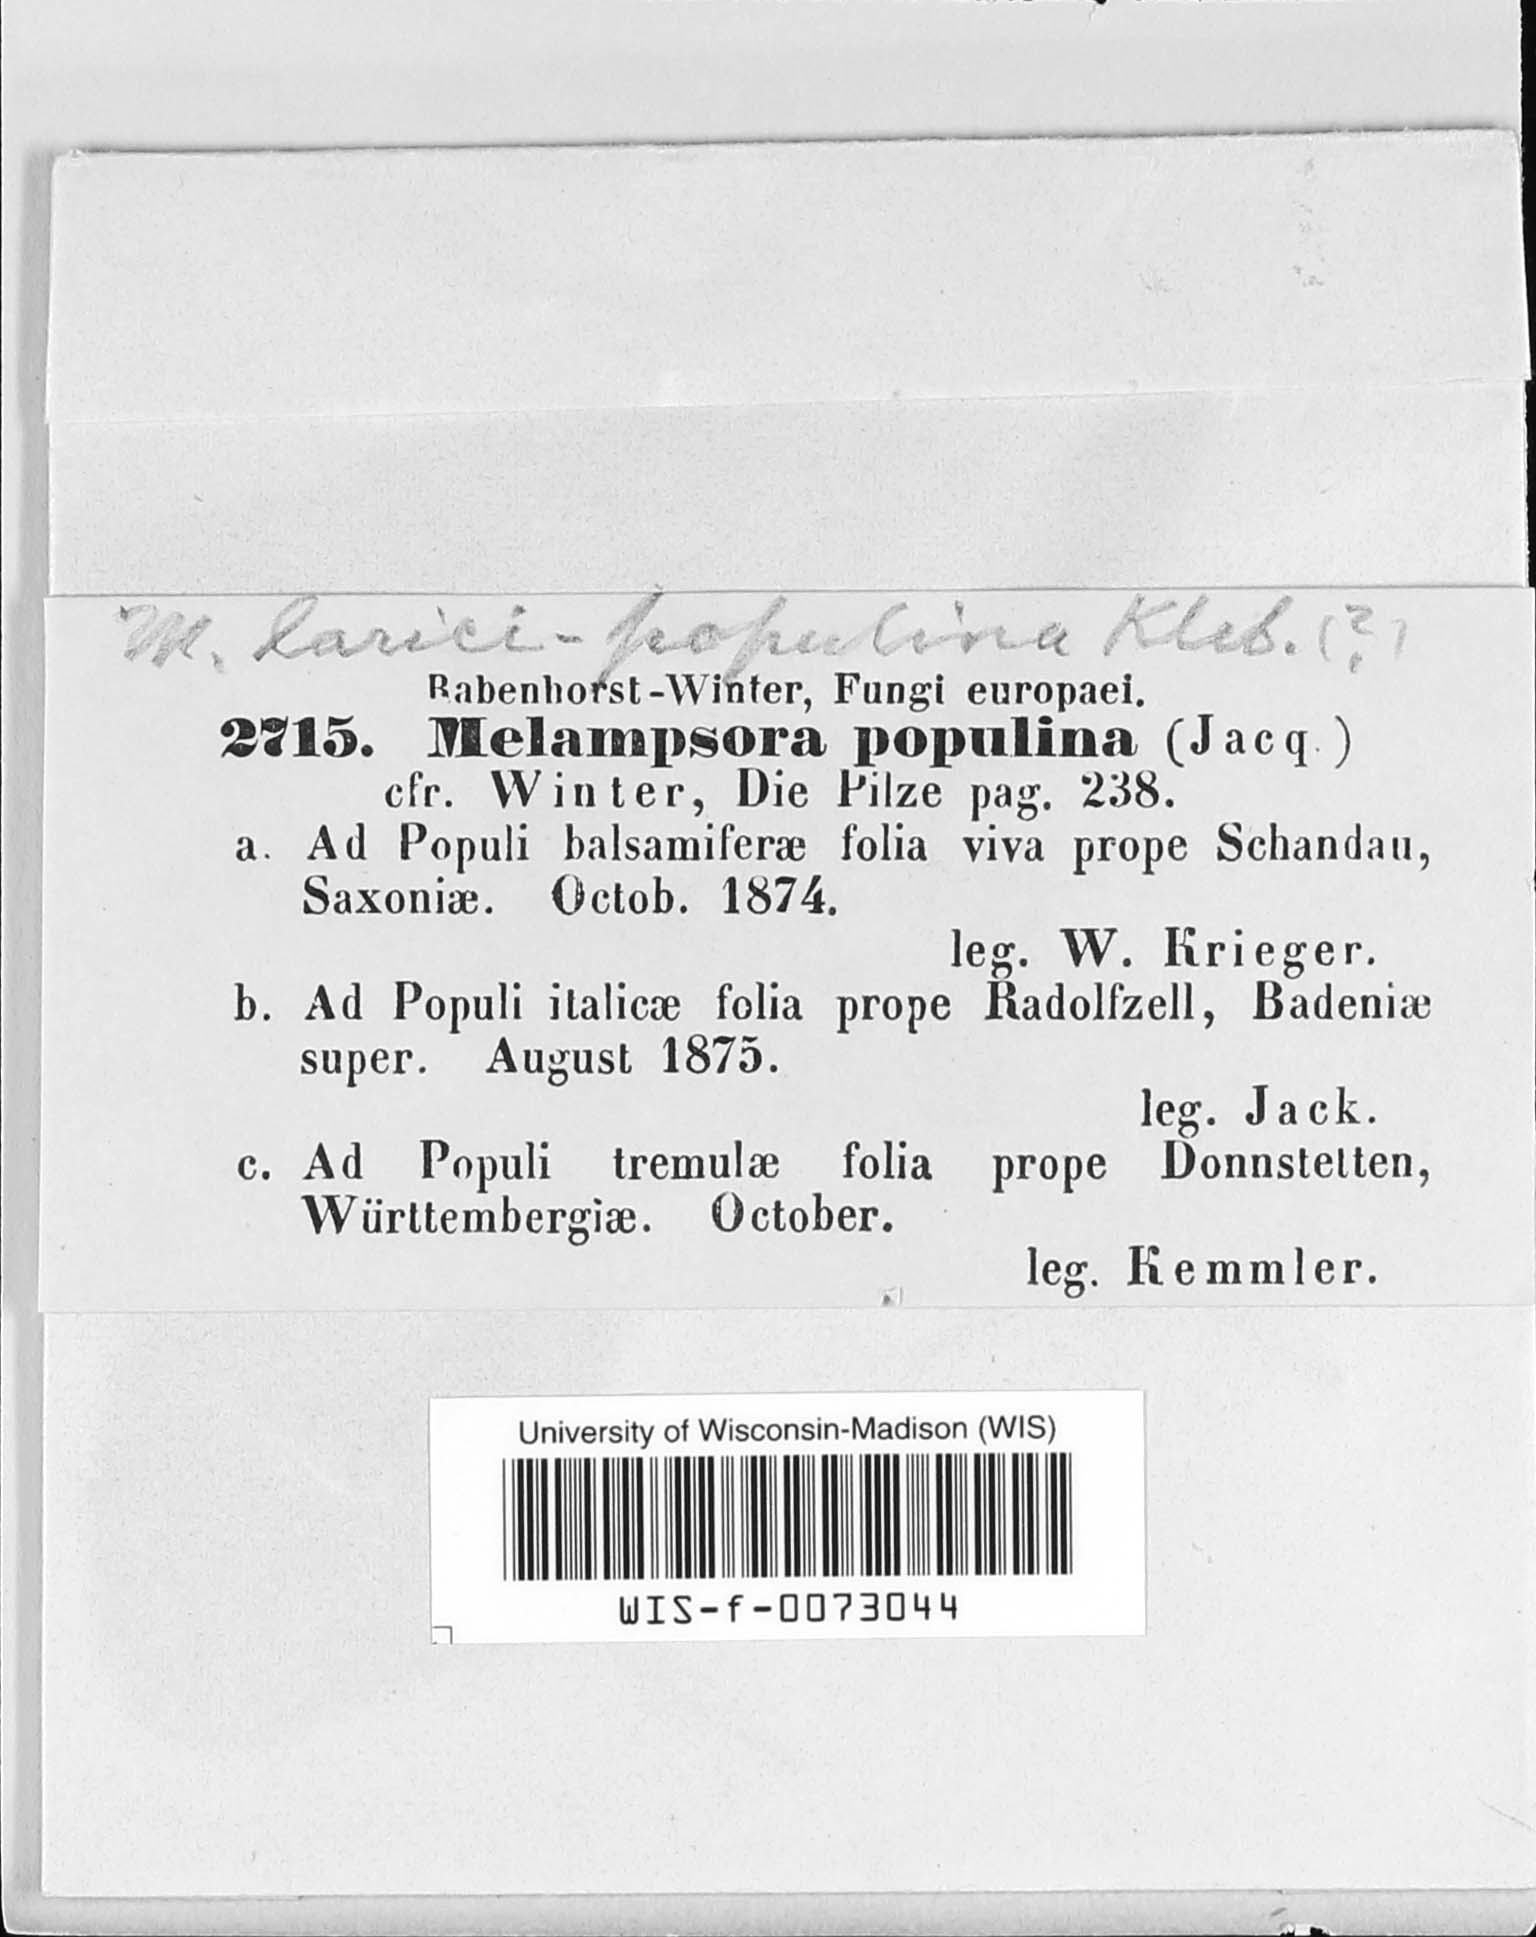 M. larici-populina Kleb. (?)
Rabenhorst-Winter, Fungi europaei.
2715. Melampsora populina (Jacq.)
cfr. Winter, Die Pilze pag. 238.
a. Ad Populi balsamiferæ folia viva prope Schandau,
Saxoniæ. Octob. 1874.
leg. W. Krieger.
b. Ad Populi italicæ folia prope Radolfzell, Badeniæ
super. August 1875.
leg. Jack.
c. Ad Populi tremulæ folia prope Donnstetten,
Württembergiæ. October.
leg. Kemmler.
University of Wisconsin-Madison (WIS)
WIS-f-0073044